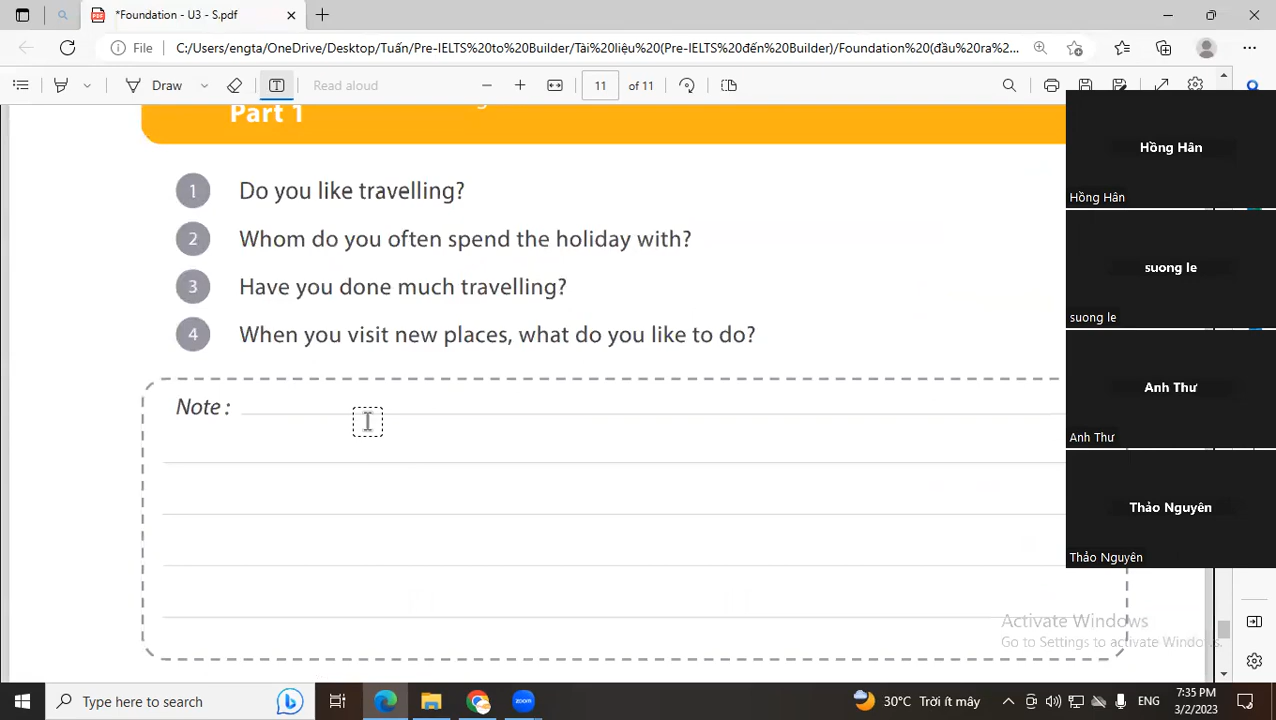 *Foundation - U3 - S.pdf
File
C:/Users/engta/OneDrive/Desktop/Tuấn/Pre-IELTS%20to%20Builder/Tài liệu%20(Pre-IELTS%20đến%20Builder)/Foundation%20(đầu%20ra%...
Draw
Read aloud
11 of 11
Part 1
1 Do you like travelling?
2 Whom do you often spend the holiday with?
3 Have you done much travelling?
4 When you visit new places, what do you like to do?
Note :
Hồng Hân
Hồng Hân
suong le
suong le
Anh Thư
Anh Thư
Thảo Nguyên
Thảo Nguyên
Activate Windows
Go to Settings to activate Windows.
Type here to search
zoom
30°C Trời ít mây
ENG
7:35 PM
3/2/2023